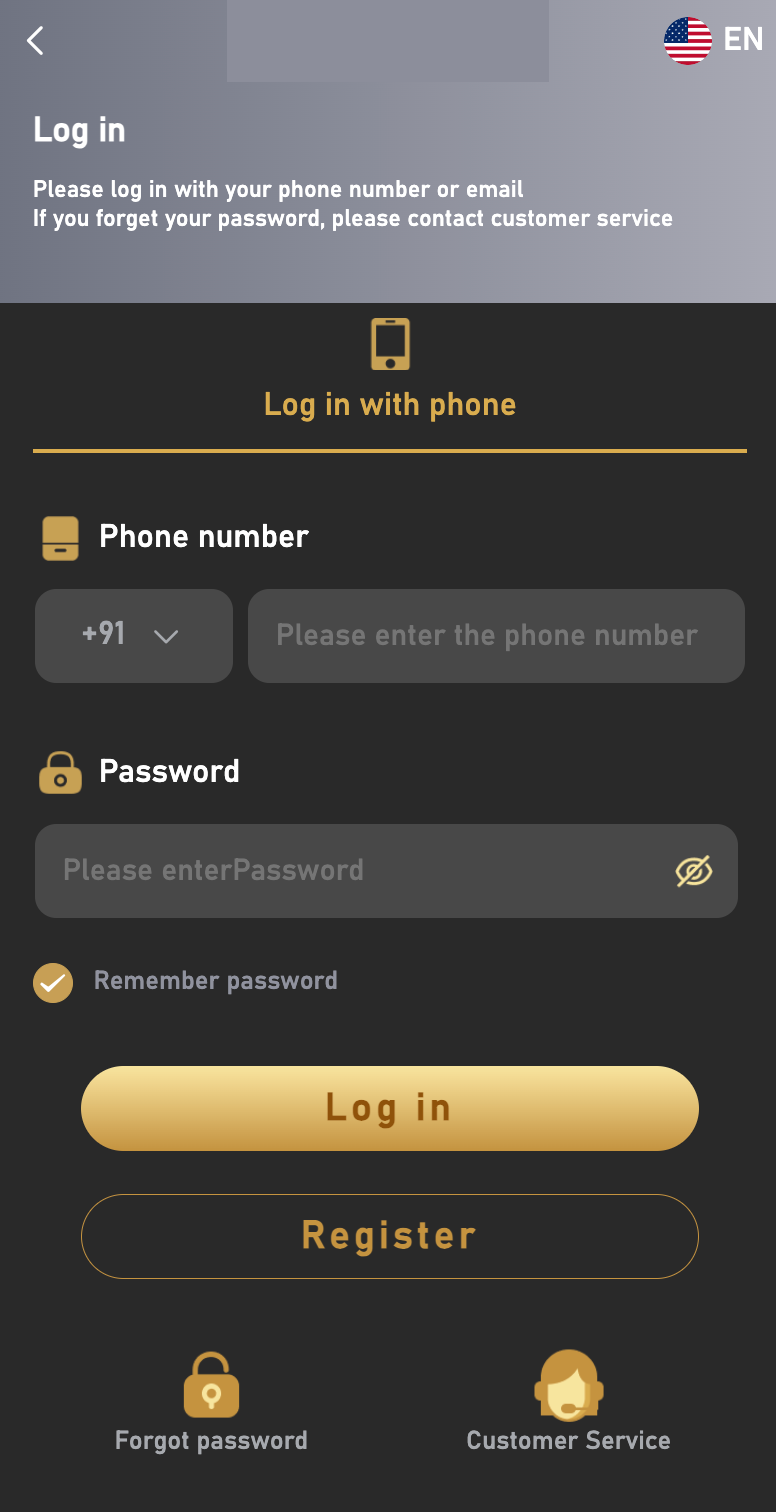 EN
Log in
Please log in with your phone number or email
If you forget your password, please contact customer service
Log in with phone
Phone number
+91
Please enter the phone number
Password
Please enterPassword
Remember password
Log in
Register
Forgot password
Customer Service